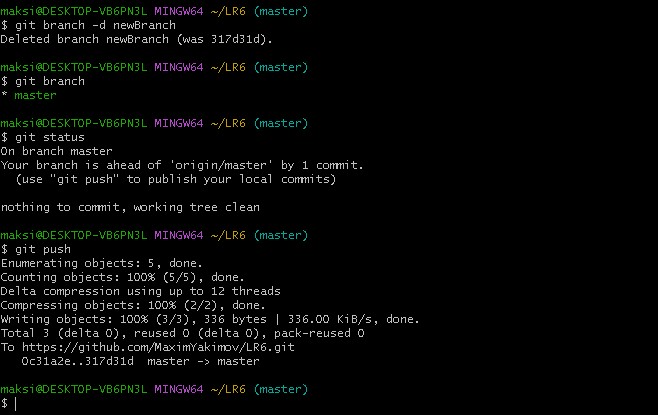 maksi@DESKTOP-VB6PN3L MINGW64 ~/LR6 (master)
$ git branch -d newBranch
Deleted branch newBranch (was 317d31d).
maksi@DESKTOP-VB6PN3L MINGW64 ~/LR6 (master)
$ git branch
* master
maksi@DESKTOP-VB6PN3L MINGW64 ~/LR6 (master)
$ git status
On branch master
Your branch is ahead of 'origin/master' by 1 commit.
  (use "git push" to publish your local commits)
nothing to commit, working tree clean
maksi@DESKTOP-VB6PN3L MINGW64 ~/LR6 (master)
$ git push
Enumerating objects: 5, done.
Counting objects: 100% (5/5), done.
Delta compression using up to 12 threads
Compressing objects: 100% (2/2), done.
Writing objects: 100% (3/3), 336 bytes | 336.00 KiB/s, done.
Total 3 (delta 0), reused 0 (delta 0), pack-reused 0
To https://github.com/MaximYakimov/LR6.git
   0c31a2e..317d31d  master -> master
maksi@DESKTOP-VB6PN3L MINGW64 ~/LR6 (master)
$